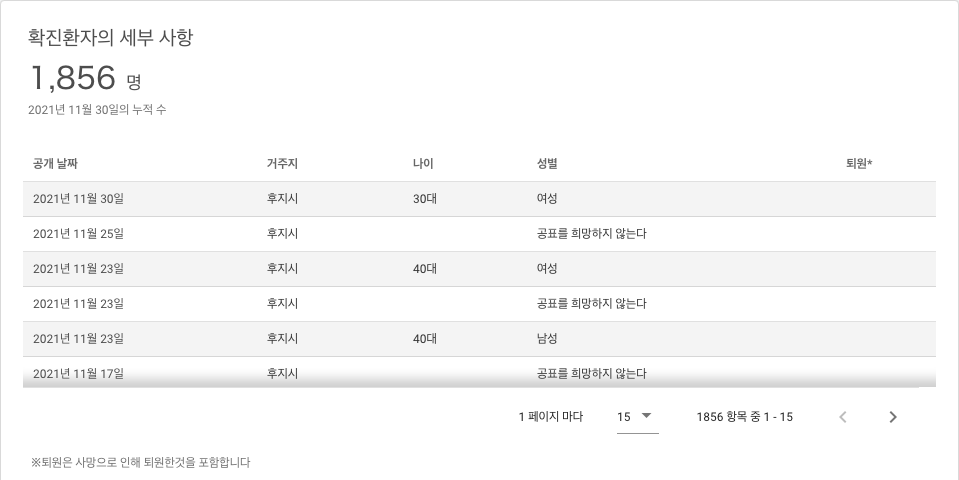 확진환자의 세부 사항
1,856 명
2021년 11월 30일의 누적 수
공개 날짜 거주지 나이 성별 퇴원*
2021년 11월 30일 후지시 30대 여성
2021년 11월 25일 후지시 공표를 희망하지 않는다
2021년 11월 23일 후지시 40대 여성
2021년 11월 23일 후지시 공표를 희망하지 않는다
2021년 11월 23일 후지시 40대 남성
2021년 11월 17일 후지시 공표를 희망하지 않는다
1 페이지 마다 15 1856 항목 중 1 - 15
※퇴원은 사망으로 인해 퇴원한것을 포함합니다